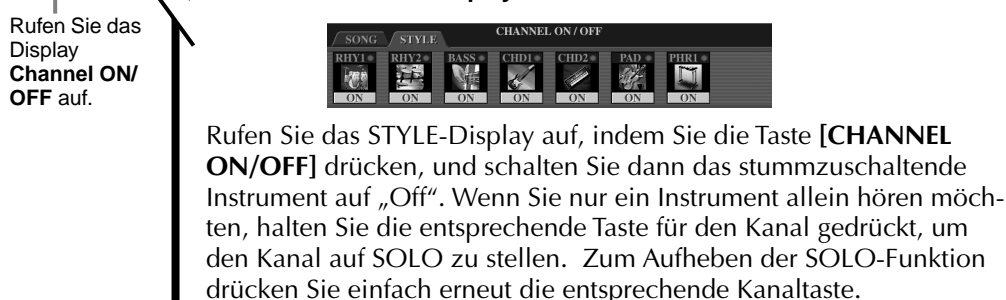 Rufen Sie das
Display
Channel ON/
OFF auf.
CHANNEL ON / OFF
SONG STYLE
RHY1 RHY2 BASS CHD1 CHD2 PAD PHR1
ON ON ON ON ON ON ON
Rufen Sie das STYLE-Display auf, indem Sie die Taste [CHANNEL
ON/OFF] drücken, und schalten Sie dann das stummzuschaltende
Instrument auf „Off“. Wenn Sie nur ein Instrument allein hören möch-
ten, halten Sie die entsprechende Taste für den Kanal gedrückt, um
den Kanal auf SOLO zu stellen. Zum Aufheben der SOLO-Funktion
drücken Sie einfach erneut die entsprechende Kanaltaste.